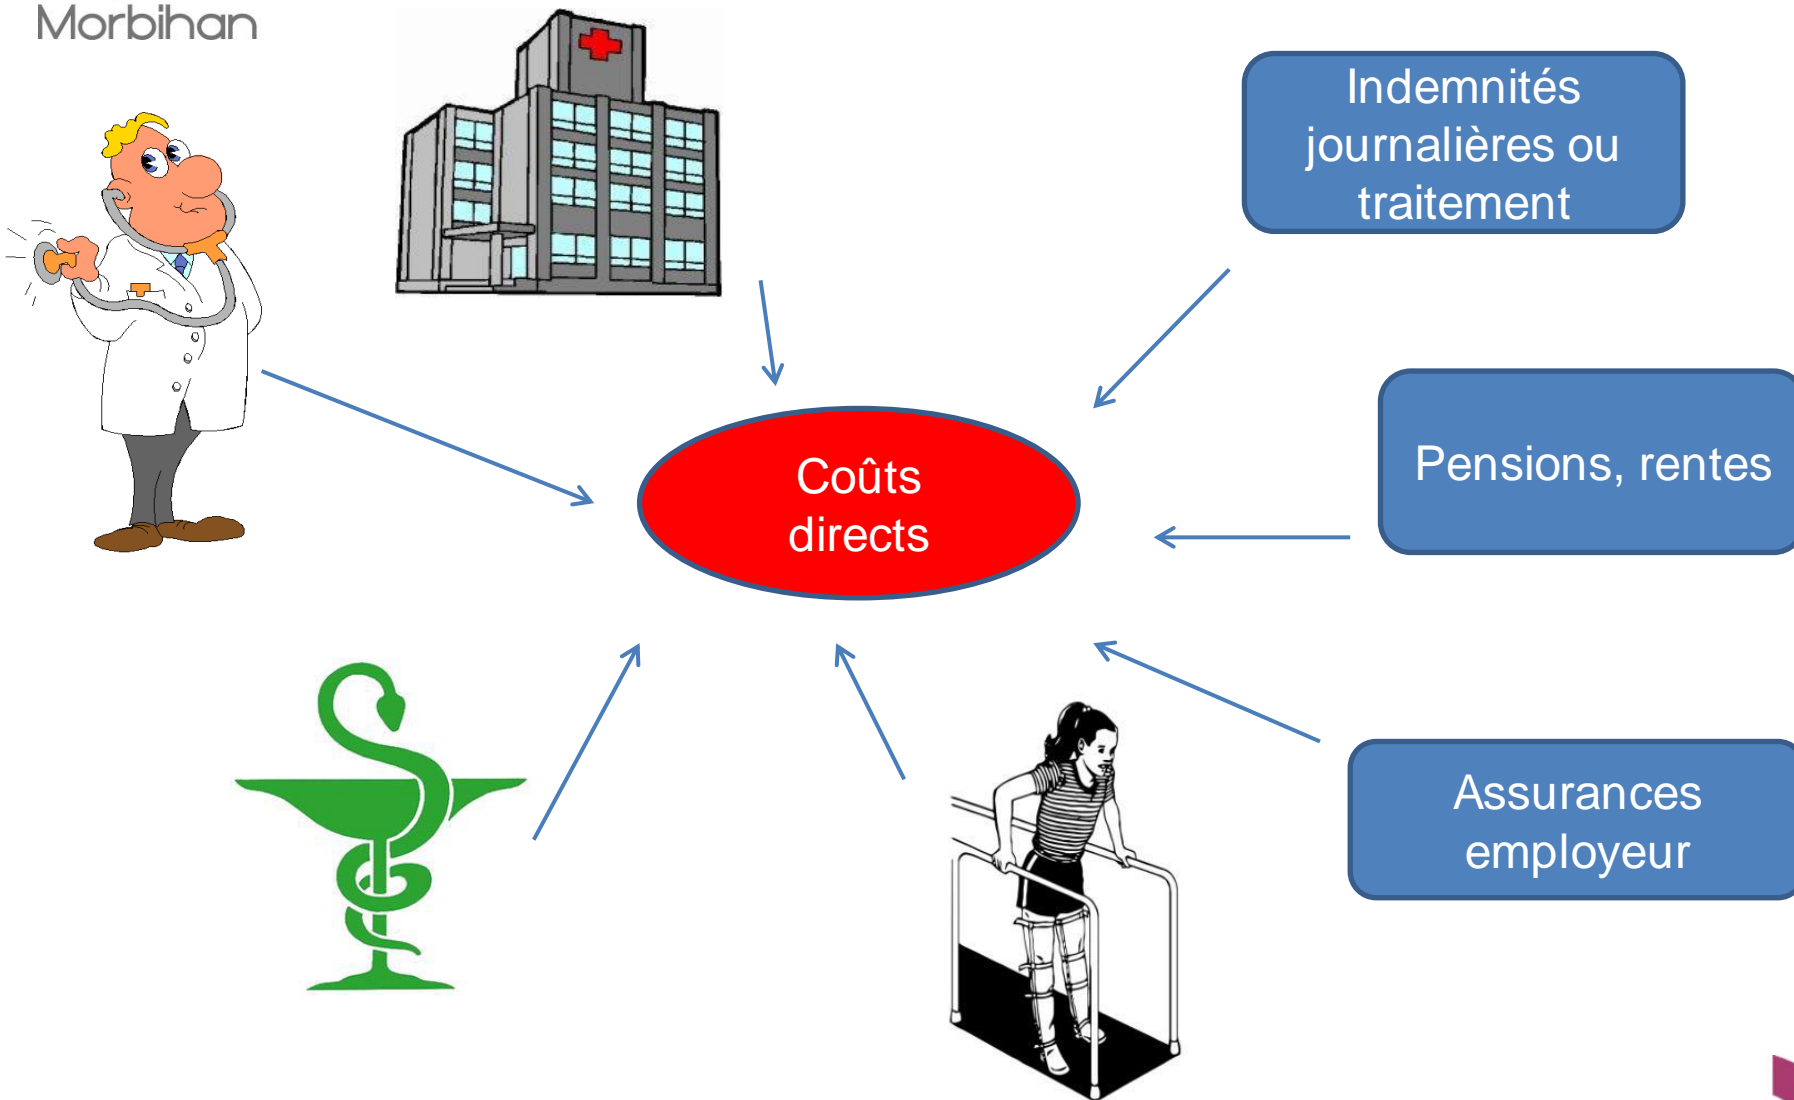 Morbihan
Indemnités
journalières ou
traitement
Pensions, rentes
Coûts
directs
Assurances
employeur